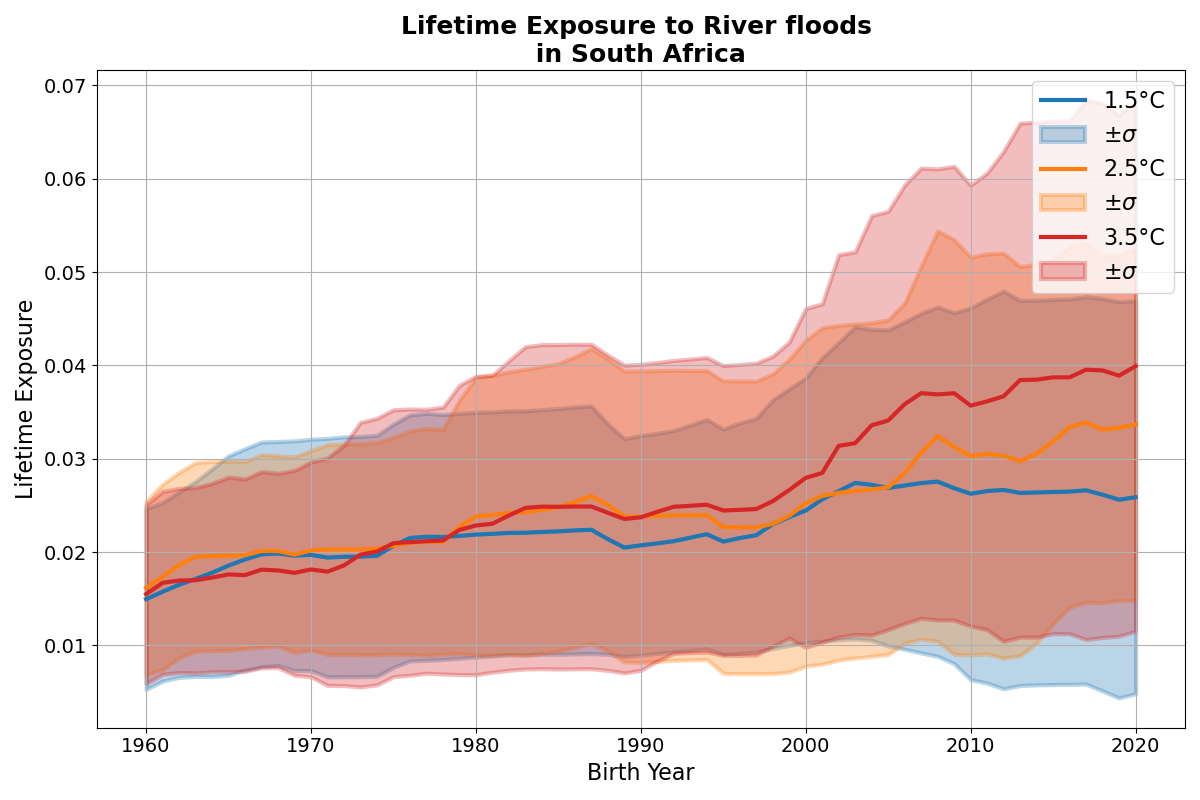 Lifetime Exposure to River floods
in South Africa
0.07
0.06
0.05
0.04
0.03
0.02
0.01
Lifetime Exposure
1.5°C
±σ
2.5°C
±σ
3.5°C
±σ
1960 1970 1980 1990 2000 2010 2020
Birth Year